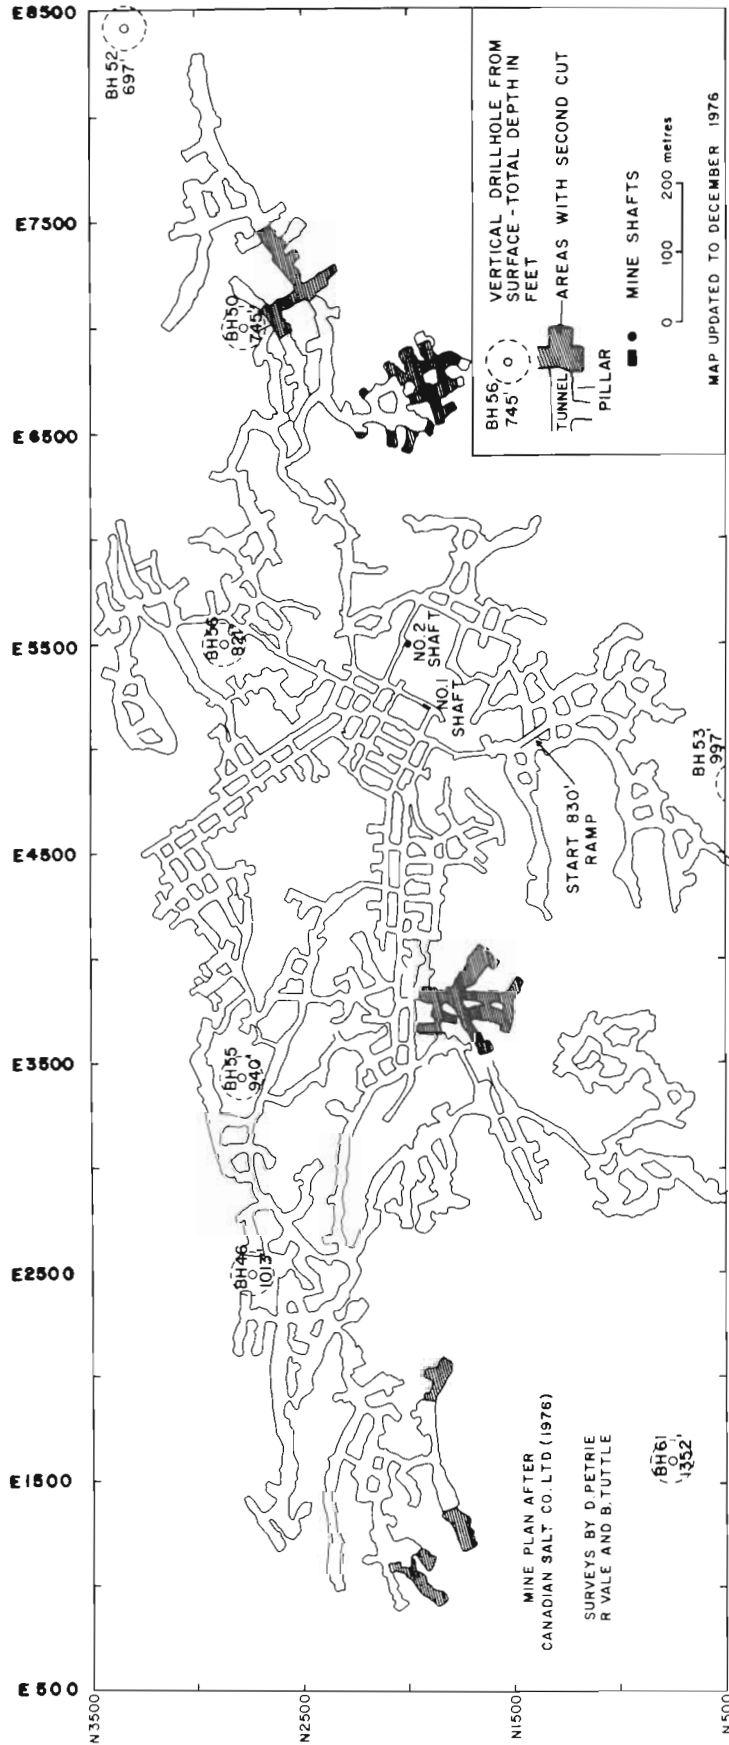 E8500
E7500
E6500
E5500
E4500
E3500
E2500
E1500
E500
N3500
N2500
N1500
N500
BH 52
697'
BH50
745'
BH56
821'
BH55
940'
BH46
1013'
BH53
997'
BH61
1352'
NO.2
SHAFT
NO.1
SHAFT
START 830'
RAMP
BH56
745'
VERTICAL DRILLHOLE FROM
SURFACE - TOTAL DEPTH IN
FEET
TUNNEL
PILLAR
AREAS WITH SECOND CUT
MINE SHAFTS
0 100 200 metres
MAP UPDATED TO DECEMBER 1976
MINE PLAN AFTER
CANADIAN SALT CO. LTD (1976)
SURVEYS BY D. PETRIE
R VALE AND B. TUTTLE